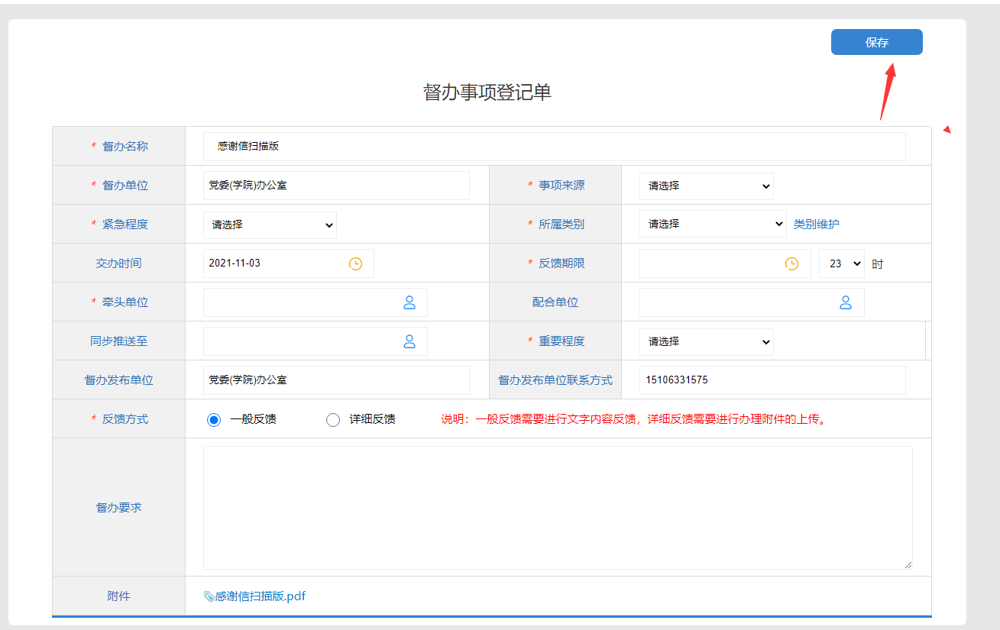 保存
督办事项登记单
* 督办名称 感谢信扫描版
* 督办单位 党委(学院)办公室 * 事项来源 请选择
* 紧急程度 请选择 * 所属类别 请选择 类别维护
交办时间 2021-11-03 * 反馈期限 23 时
* 牵头单位 配合单位
同步推送至 * 重要程度 请选择
督办发布单位 党委(学院)办公室 督办发布单位联系方式 15106331575
* 反馈方式 一般反馈 详细反馈 说明：一般反馈需要进行文字内容反馈，详细反馈需要进行办理附件的上传。
督办要求
附件 感谢信扫描版.pdf